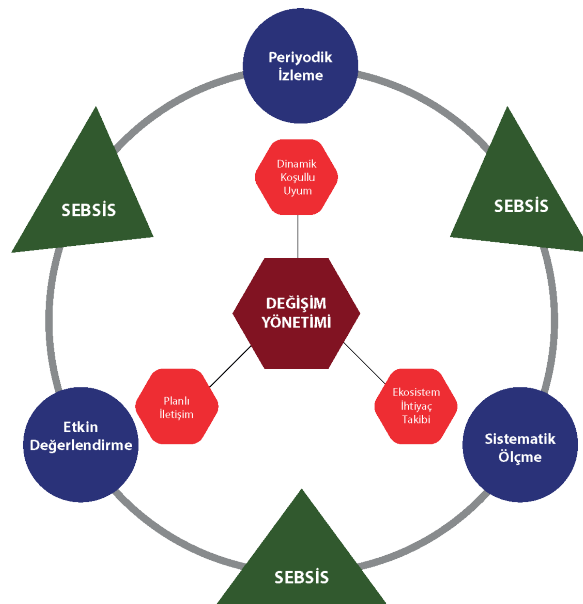 Periyodik
İzleme
Dinamik
Koşullu
Uyum
SEBSİS
SEBSİS
DEĞİŞİM
YÖNETİMİ
Planlı
İletişim
Ekosistem
İhtiyaç
Takibi
Etkin
Değerlendirme
Sistematik
Ölçme
SEBSİS